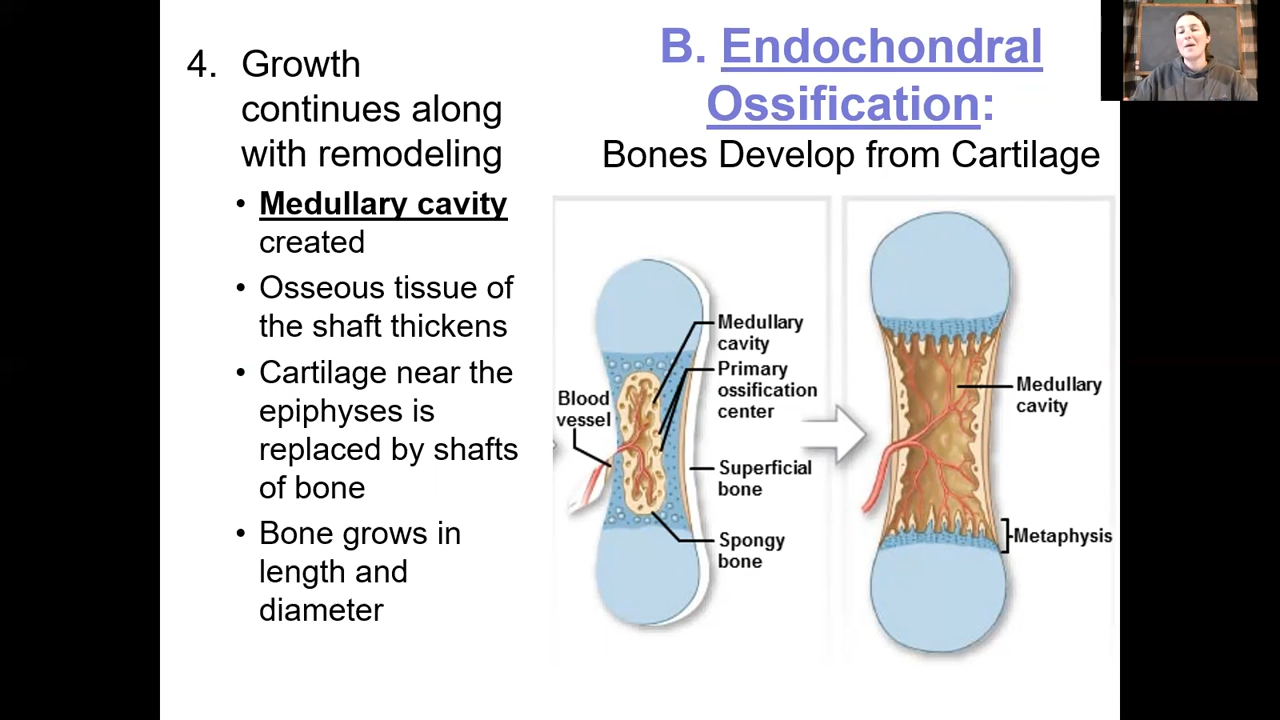 4. Growth
continues along
with remodeling
• Medullary cavity
created
• Osseous tissue of
the shaft thickens
• Cartilage near the
epiphyses is
replaced by shafts
of bone
• Bone grows in
length and
diameter
B. Endochondral
Ossification:
Bones Develop from Cartilage
Medullary
cavity
Primary
ossification
center
Blood
vessel
Superficial
bone
Spongy
bone
Medullary
cavity
Metaphysis